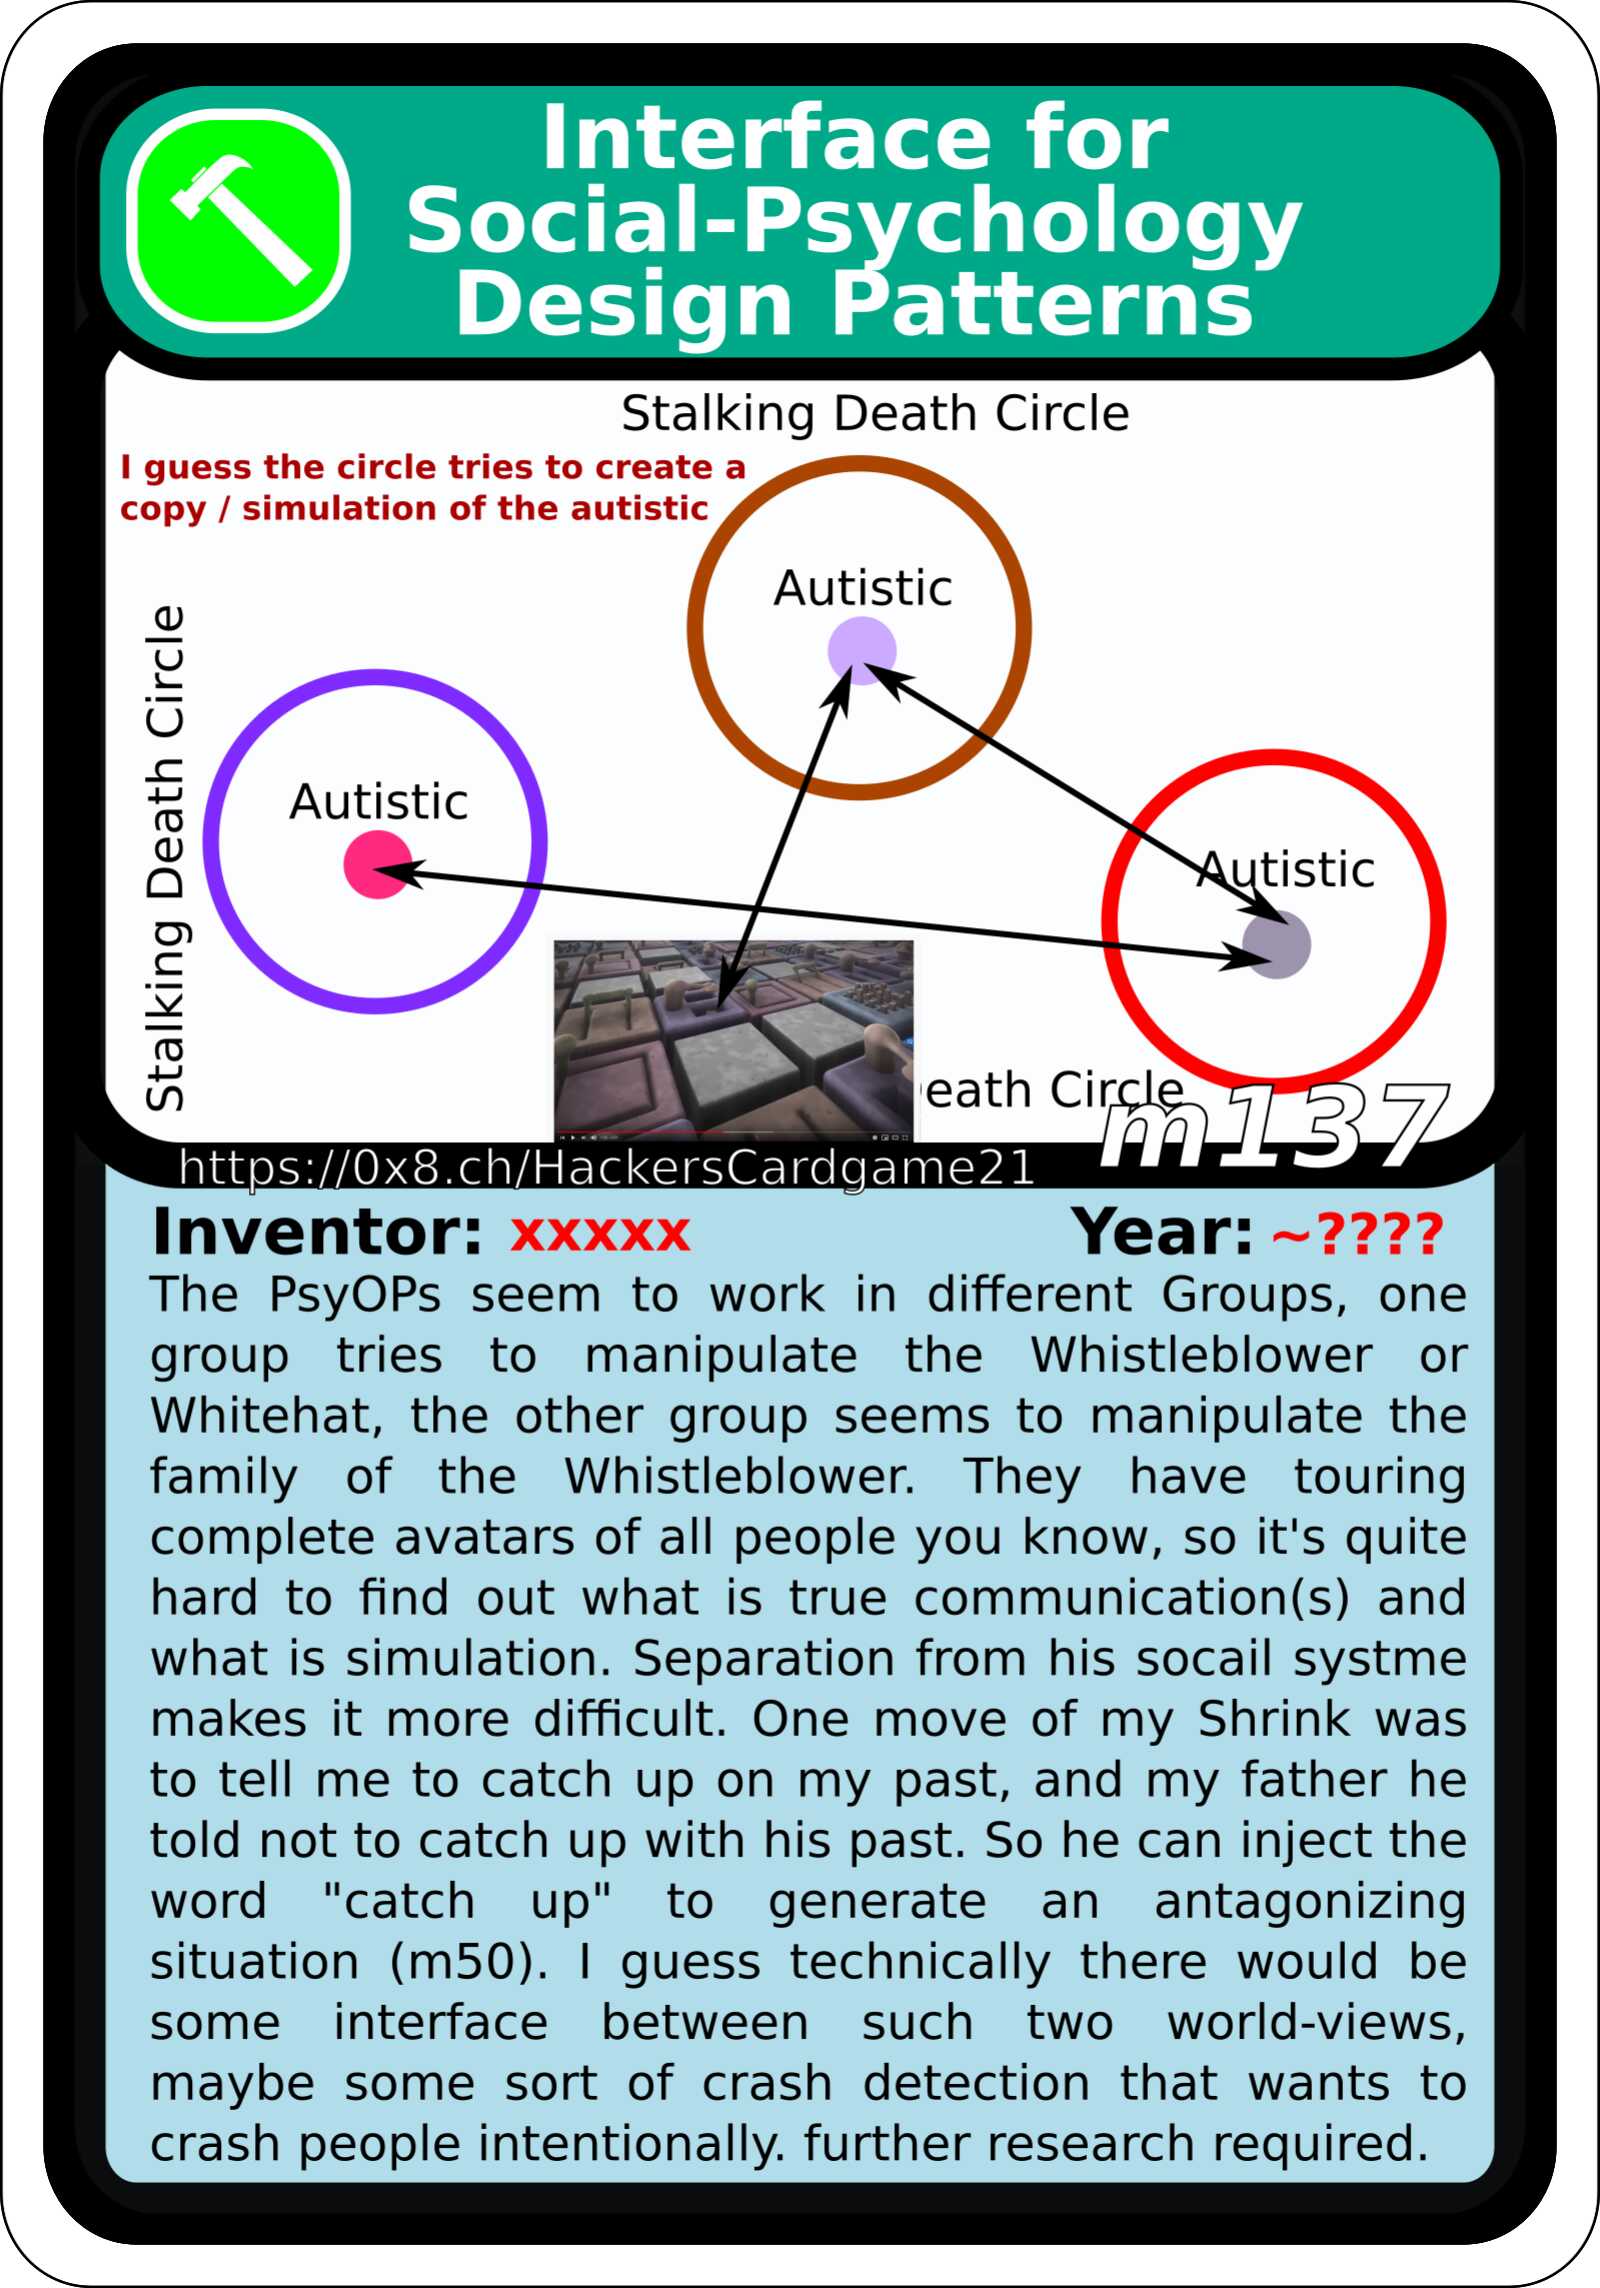 Interface for
Social-Psychology
Design Patterns
Stalking Death Circle
I guess the circle tries to create a
copy / simulation of the autistic
Autistic
Stalking Death Circle
Autistic
Autistic
eath Circle
m137
https://0x8.ch/HackersCardgame21
Inventor: xxxxx
Year: ~????
The PsyOPs seem to work in different Groups, one
group tries to manipulate the Whistleblower or
Whitehat, the other group seems to manipulate the
family of the Whistleblower. They have touring
complete avatars of all people you know, so it's quite
hard to find out what is true communication(s) and
what is simulation. Separation from his socail systme
makes it more difficult. One move of my Shrink was
to tell me to catch up on my past, and my father he
told not to catch up with his past. So he can inject the
word "catch up" to generate an antagonizing
situation (m50). I guess technically there would be
some interface between such two world-views,
maybe some sort of crash detection that wants to
crash people intentionally. further research required.